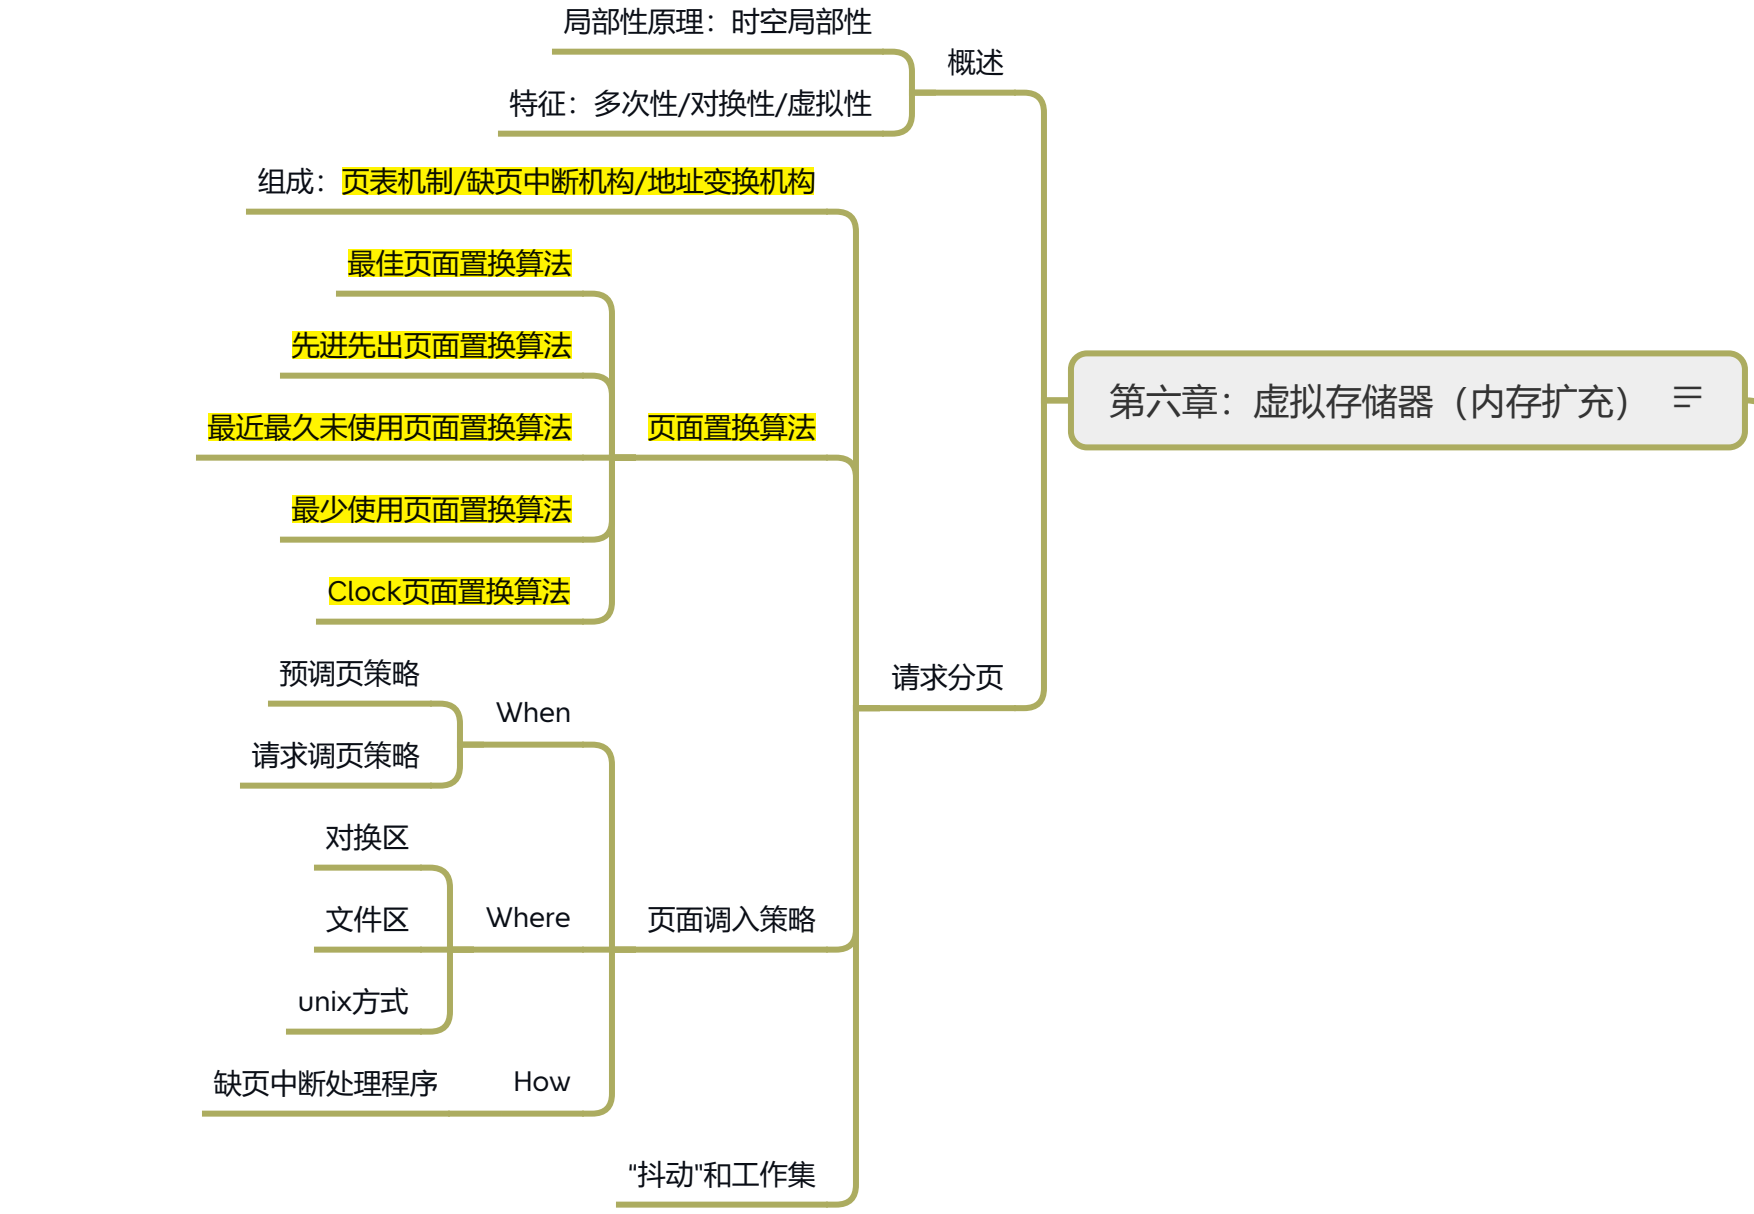 局部性原理：时空局部性
概述
特征：多次性/对换性/虚拟性
组成：页表机制/缺页中断机构/地址变换机构
最佳页面置换算法
先进先出页面置换算法
第六章：虚拟存储器（内存扩充）
最近最久未使用页面置换算法
页面置换算法
最少使用页面置换算法
Clock页面置换算法
预调页策略
请求分页
When
请求调页策略
对换区
文件区
Where
页面调入策略
unix方式
缺页中断处理程序
How
"抖动"和工作集